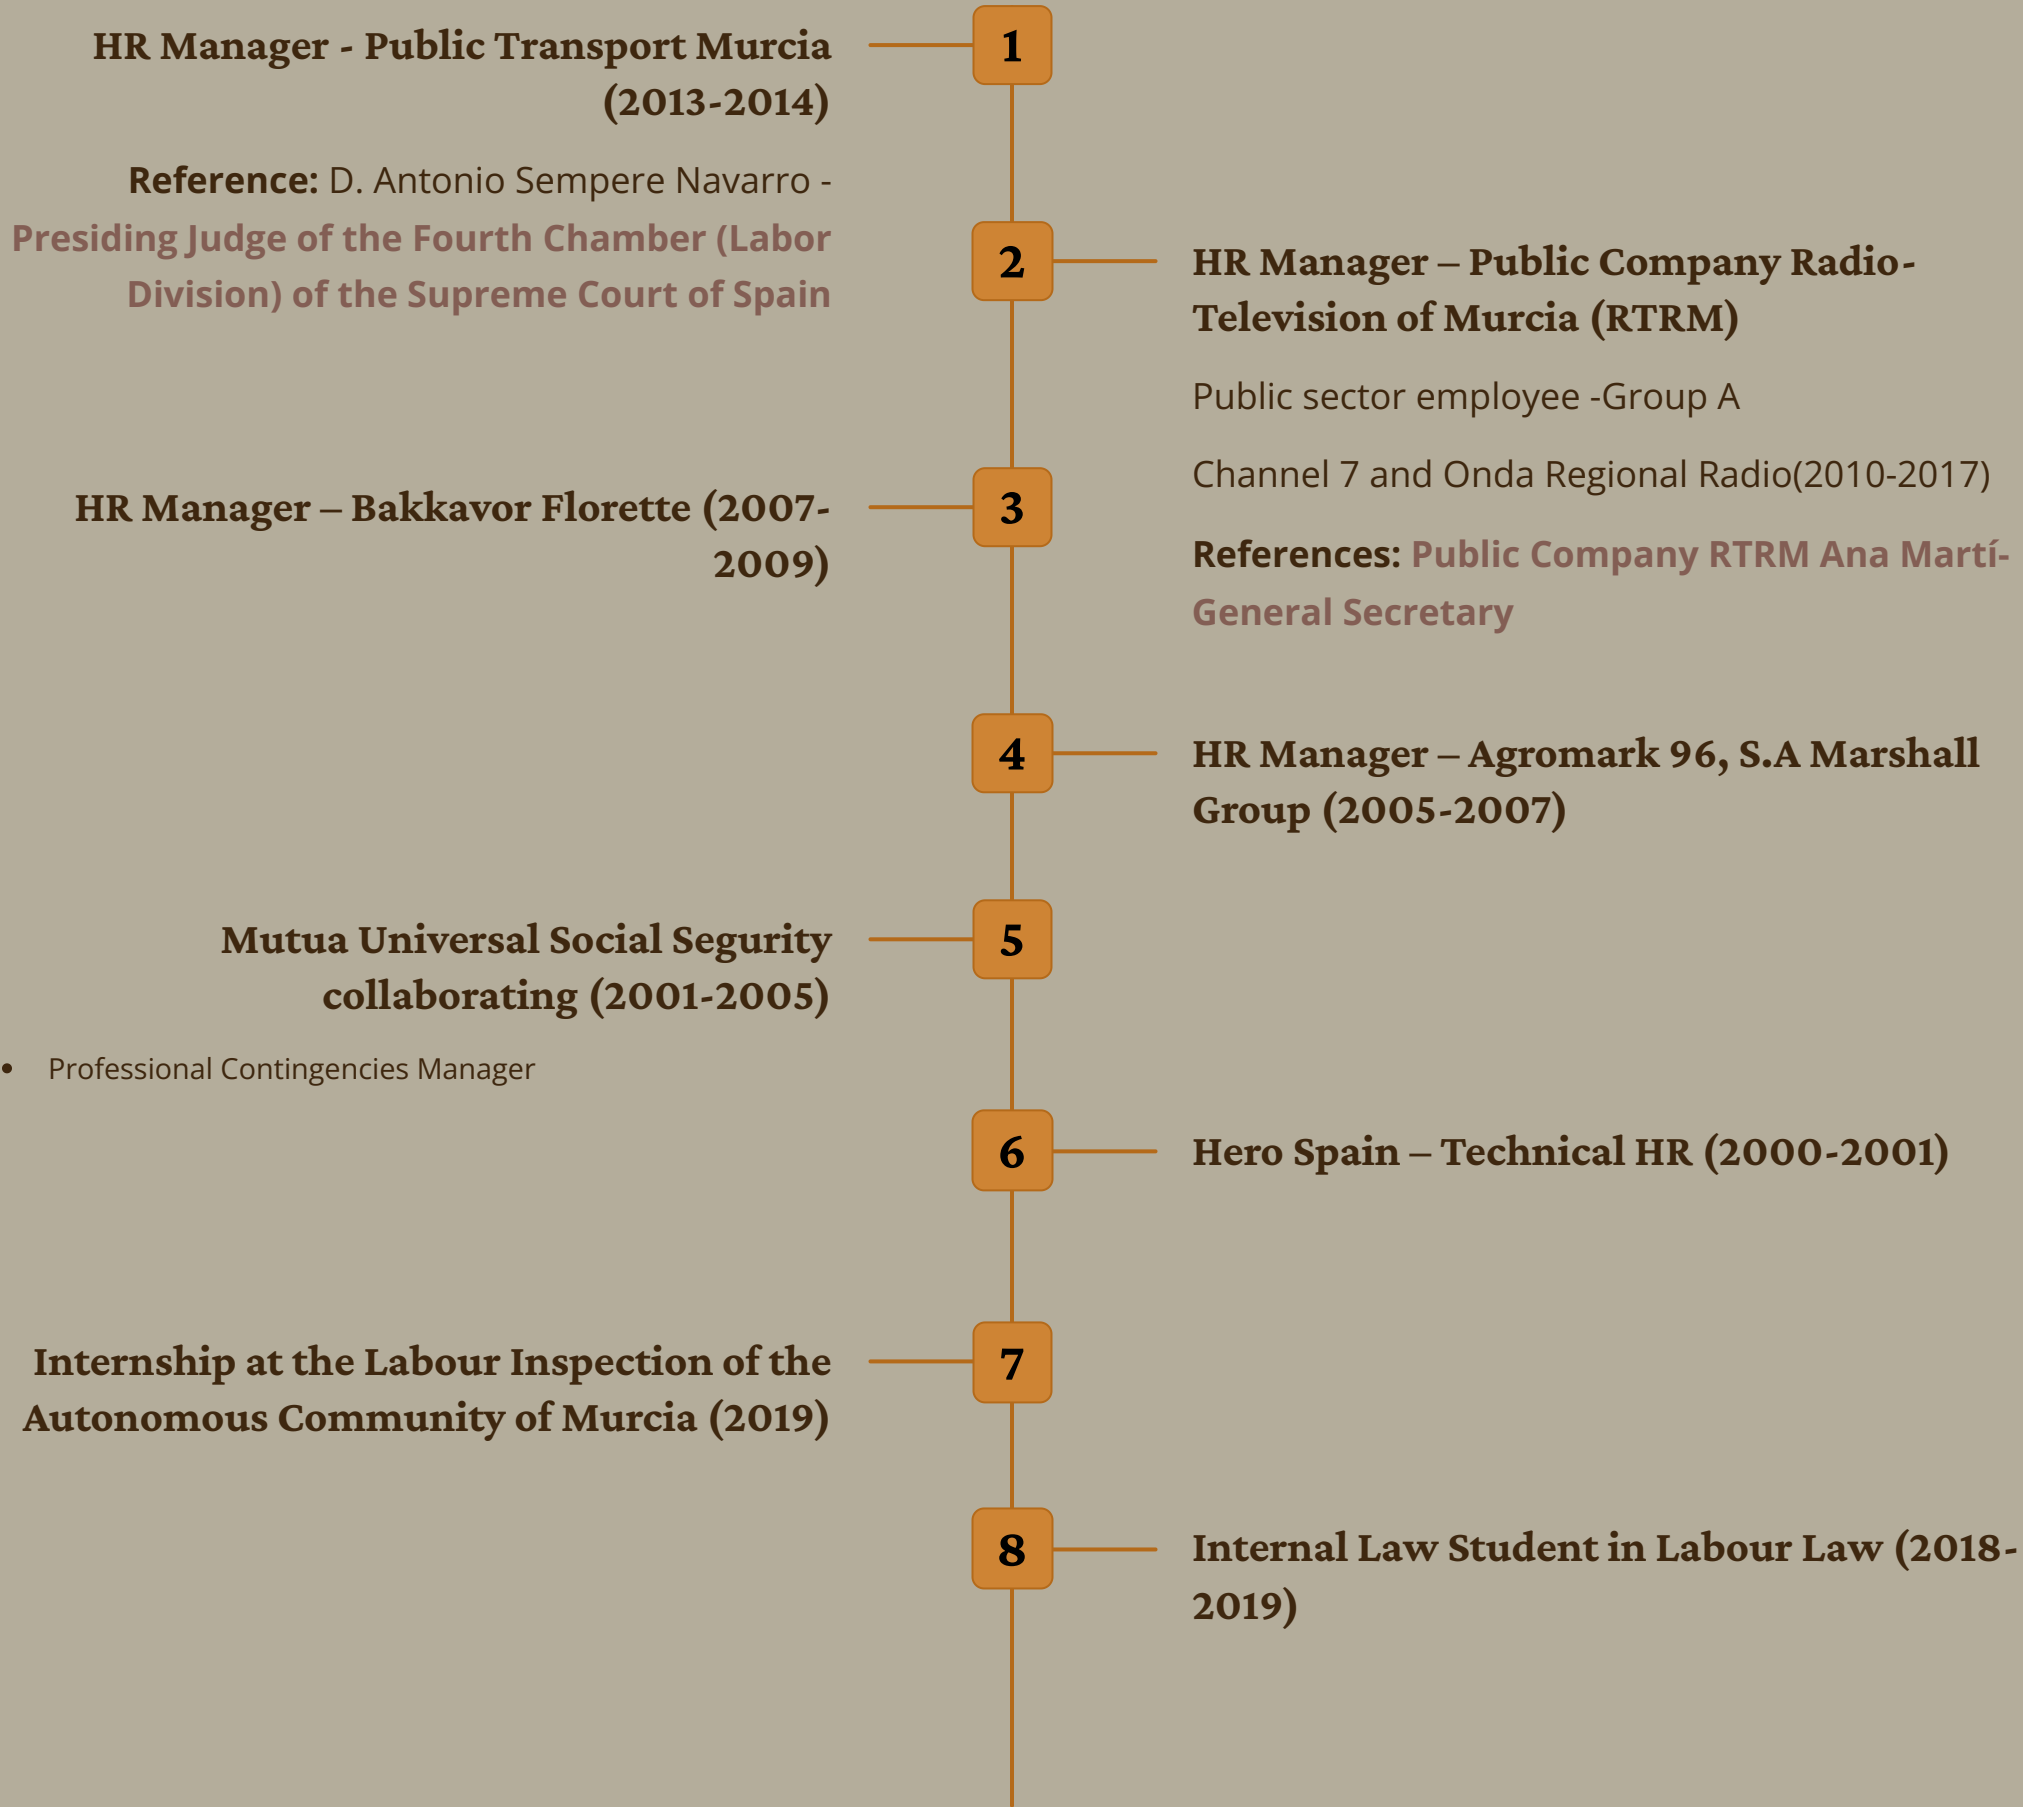 1
HR Manager - Public Transport Murcia
(2013-2014)
Reference: D. Antonio Sempere Navarro -
Presiding Judge of the Fourth Chamber (Labor
Division) of the Supreme Court of Spain
2
HR Manager – Public Company Radio-
Television of Murcia (RTRM)
Public sector employee -Group A
Channel 7 and Onda Regional Radio(2010-2017)
References: Public Company RTRM Ana Martí-
General Secretary
3
HR Manager – Bakkavor Florette (2007-
2009)
4
HR Manager – Agromark 96, S.A Marshall
Group (2005-2007)
5
Mutua Universal Social Segurity
collaborating (2001-2005)
• Professional Contingencies Manager
6
Hero Spain – Technical HR (2000-2001)
7
Internship at the Labour Inspection of the
Autonomous Community of Murcia (2019)
8
Internal Law Student in Labour Law (2018-
2019)